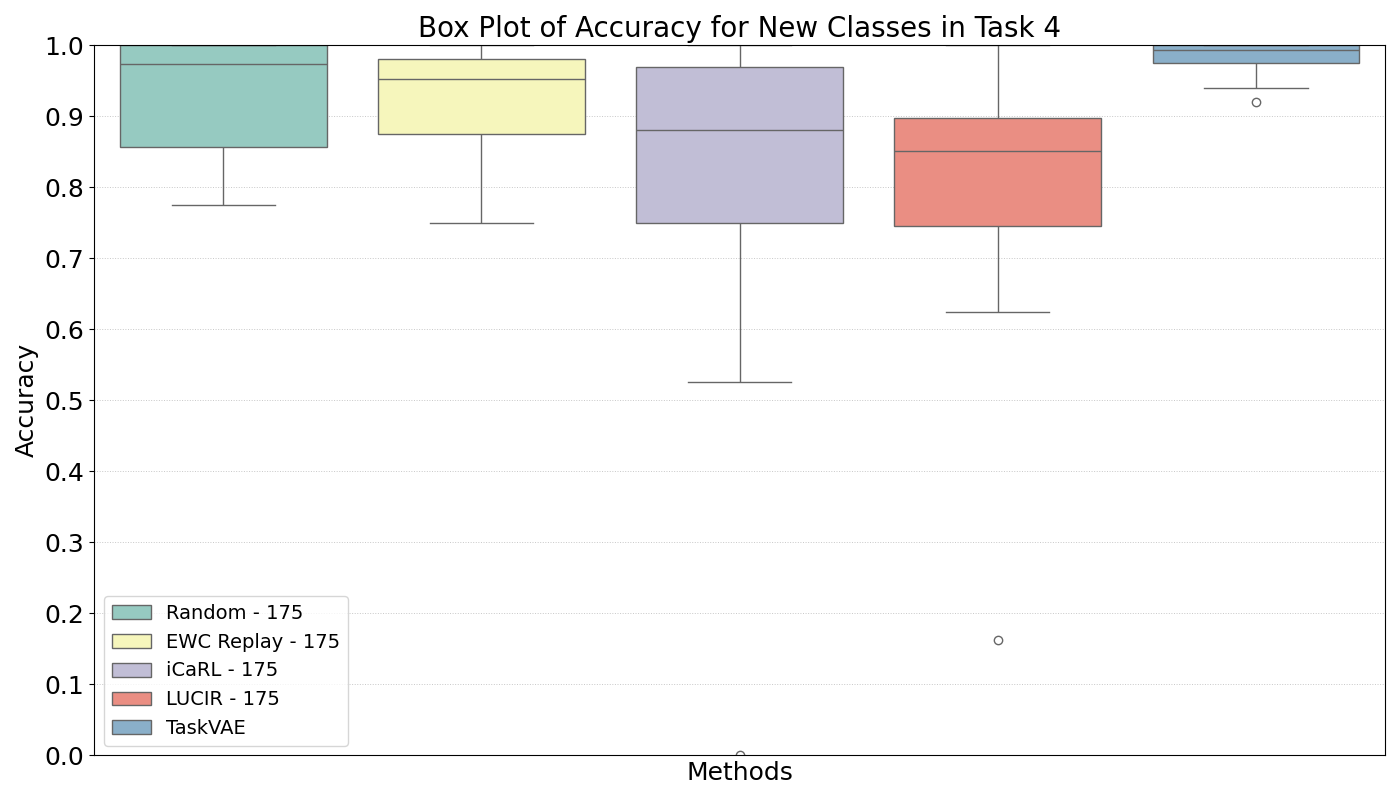 Box Plot of Accuracy for New Classes in Task 4
1.0
0.9
0.8
0.7
0.6
0.5
0.4
0.3
0.2
0.1
0.0
Accuracy
Random - 175
EWC Replay - 175
iCaRL - 175
LUCIR - 175
TaskVAE
Methods